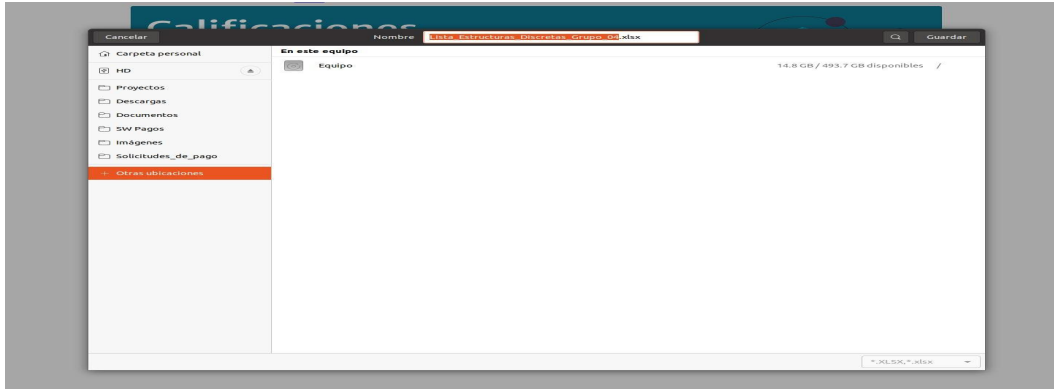 Calificaciones
Cancelar Nombre Lista_Estructuras_Discretas_Grupo_04.xlsx Guardar
Carpeta personal
HD
Proyectos
Descargas
Documentos
SW Pagos
Imágenes
Solicitudes_de_pago
+ Otras ubicaciones
En este equipo
Equipo 14.8 GB / 493.7 GB disponibles /
*.XLSX,*.xlsx